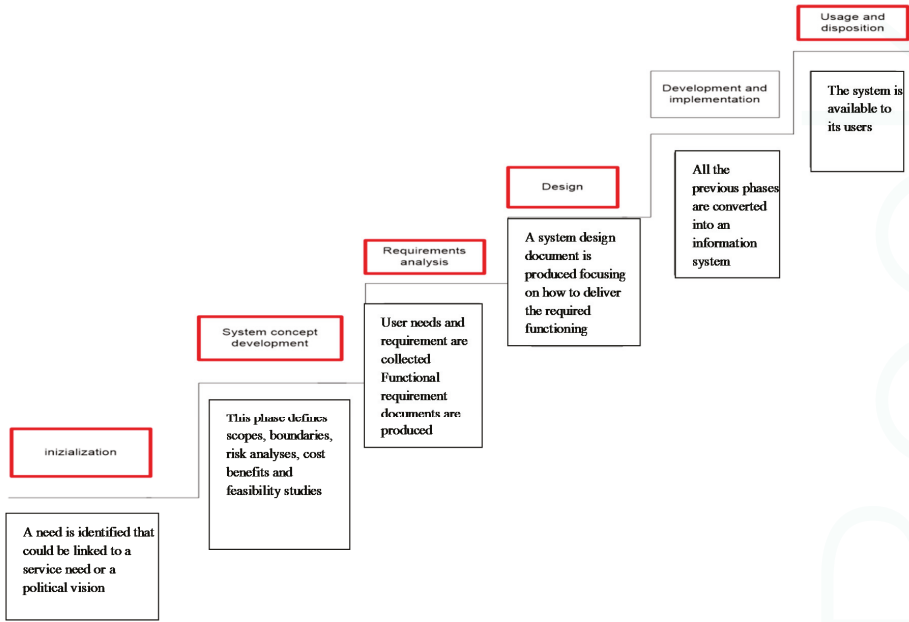 inizialization
A need is identified that
could be linked to a
service need or a
political vision
System concept
development
This phase defines
scopes, boundaries,
risk analyses, cost
benefits and
feasibility studies
Requirements
analysis
User needs and
requirement are
collected
Functional
requirement
documents are
produced
Design
A system design
document is
produced focusing
on how to deliver
the required
functioning
Development and
implementation
All the
previous phases
are converted
into an
information
system
Usage and
disposition
The system is
available to
its users